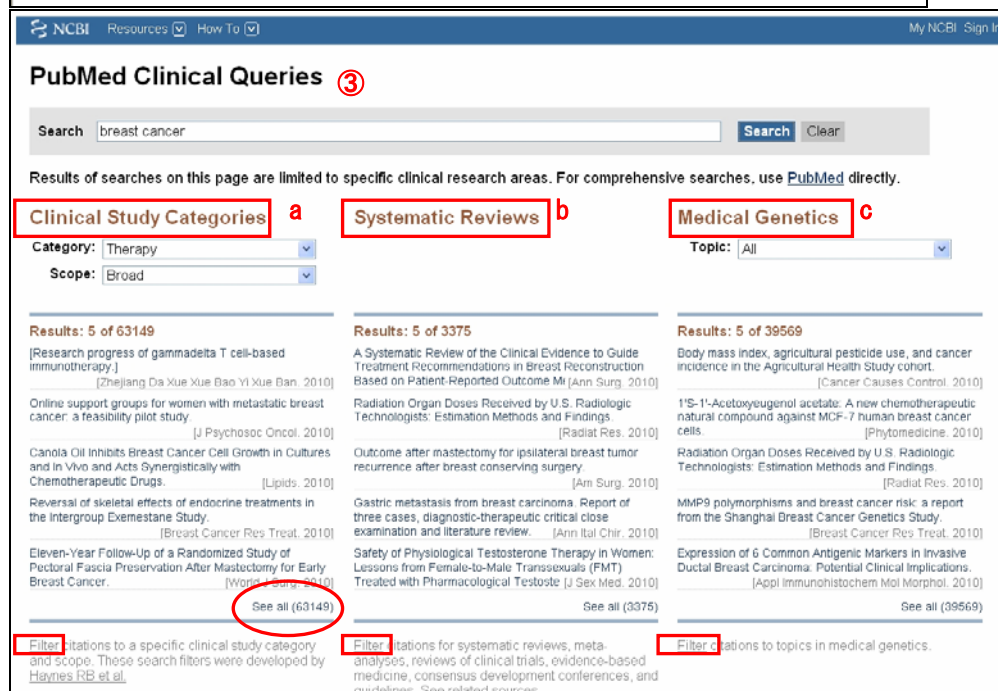 NCBI Resources How To My NCBI Sign In
PubMed Clinical Queries ③
Search breast cancer Search Clear
Results of searches on this page are limited to specific clinical research areas. For comprehensive searches, use PubMed directly.
Clinical Study Categories a
Category: Therapy
Scope: Broad
Results: 5 of 63149
[Research progress of gammadelta T cell-based
immunotherapy.]
[Zhejiang Da Xue Xue Bao Yi Xue Ban. 2010]
Online support groups for women with metastatic breast
cancer: a feasibility pilot study.
[J Psychosoc Oncol. 2010]
Canola Oil Inhibits Breast Cancer Cell Growth in Cultures
and In Vivo and Acts Synergistically with
Chemotherapeutic Drugs. [Lipids. 2010]
Reversal of skeletal effects of endocrine treatments in
the Intergroup Exemestane Study.
[Breast Cancer Res Treat. 2010]
Eleven-Year Follow-Up of a Randomized Study of
Pectoral Fascia Preservation After Mastectomy for Early
Breast Cancer. [World J Surg. 2010]
See all (63149)
Filter citations to a specific clinical study category
and scope. These search filters were developed by
Haynes RB et al.
Systematic Reviews b
Results: 5 of 3375
A Systematic Review of the Clinical Evidence to Guide
Treatment Recommendations in Breast Reconstruction
Based on Patient-Reported Outcome M [Ann Surg. 2010]
Radiation Organ Doses Received by U.S. Radiologic
Technologists: Estimation Methods and Findings.
[Radiat Res. 2010]
Outcome after mastectomy for ipsilateral breast tumor
recurrence after breast conserving surgery.
[Am Surg. 2010]
Gastric metastasis from breast carcinoma. Report of
three cases, diagnostic-therapeutic critical close
examination and literature review. [Ann Ital Chir. 2010]
Safety of Physiological Testosterone Therapy in Women:
Lessons from Female-to-Male Transsexuals (FMT)
Treated with Pharmacological Testoste [J Sex Med. 2010]
See all (3375)
Filter citations for systematic reviews, meta-
analyses, reviews of clinical trials, evidence-based
medicine, consensus development conferences, and
guidelines. See related sources.
Medical Genetics c
Topic: All
Results: 5 of 39569
Body mass index, agricultural pesticide use, and cancer
incidence in the Agricultural Health Study cohort.
[Cancer Causes Control. 2010]
1'S-1'-Acetoxyeugenol acetate: A new chemotherapeutic
natural compound against MCF-7 human breast cancer
cells. [Phytomedicine. 2010]
Radiation Organ Doses Received by U.S. Radiologic
Technologists: Estimation Methods and Findings.
[Radiat Res. 2010]
MMP9 polymorphisms and breast cancer risk: a report
from the Shanghai Breast Cancer Genetics Study.
[Breast Cancer Res Treat. 2010]
Expression of 6 Common Antigenic Markers in Invasive
Ductal Breast Carcinoma: Potential Clinical Implications.
[Appl Immunohistochem Mol Morphol. 2010]
See all (39569)
Filter citations to topics in medical genetics.